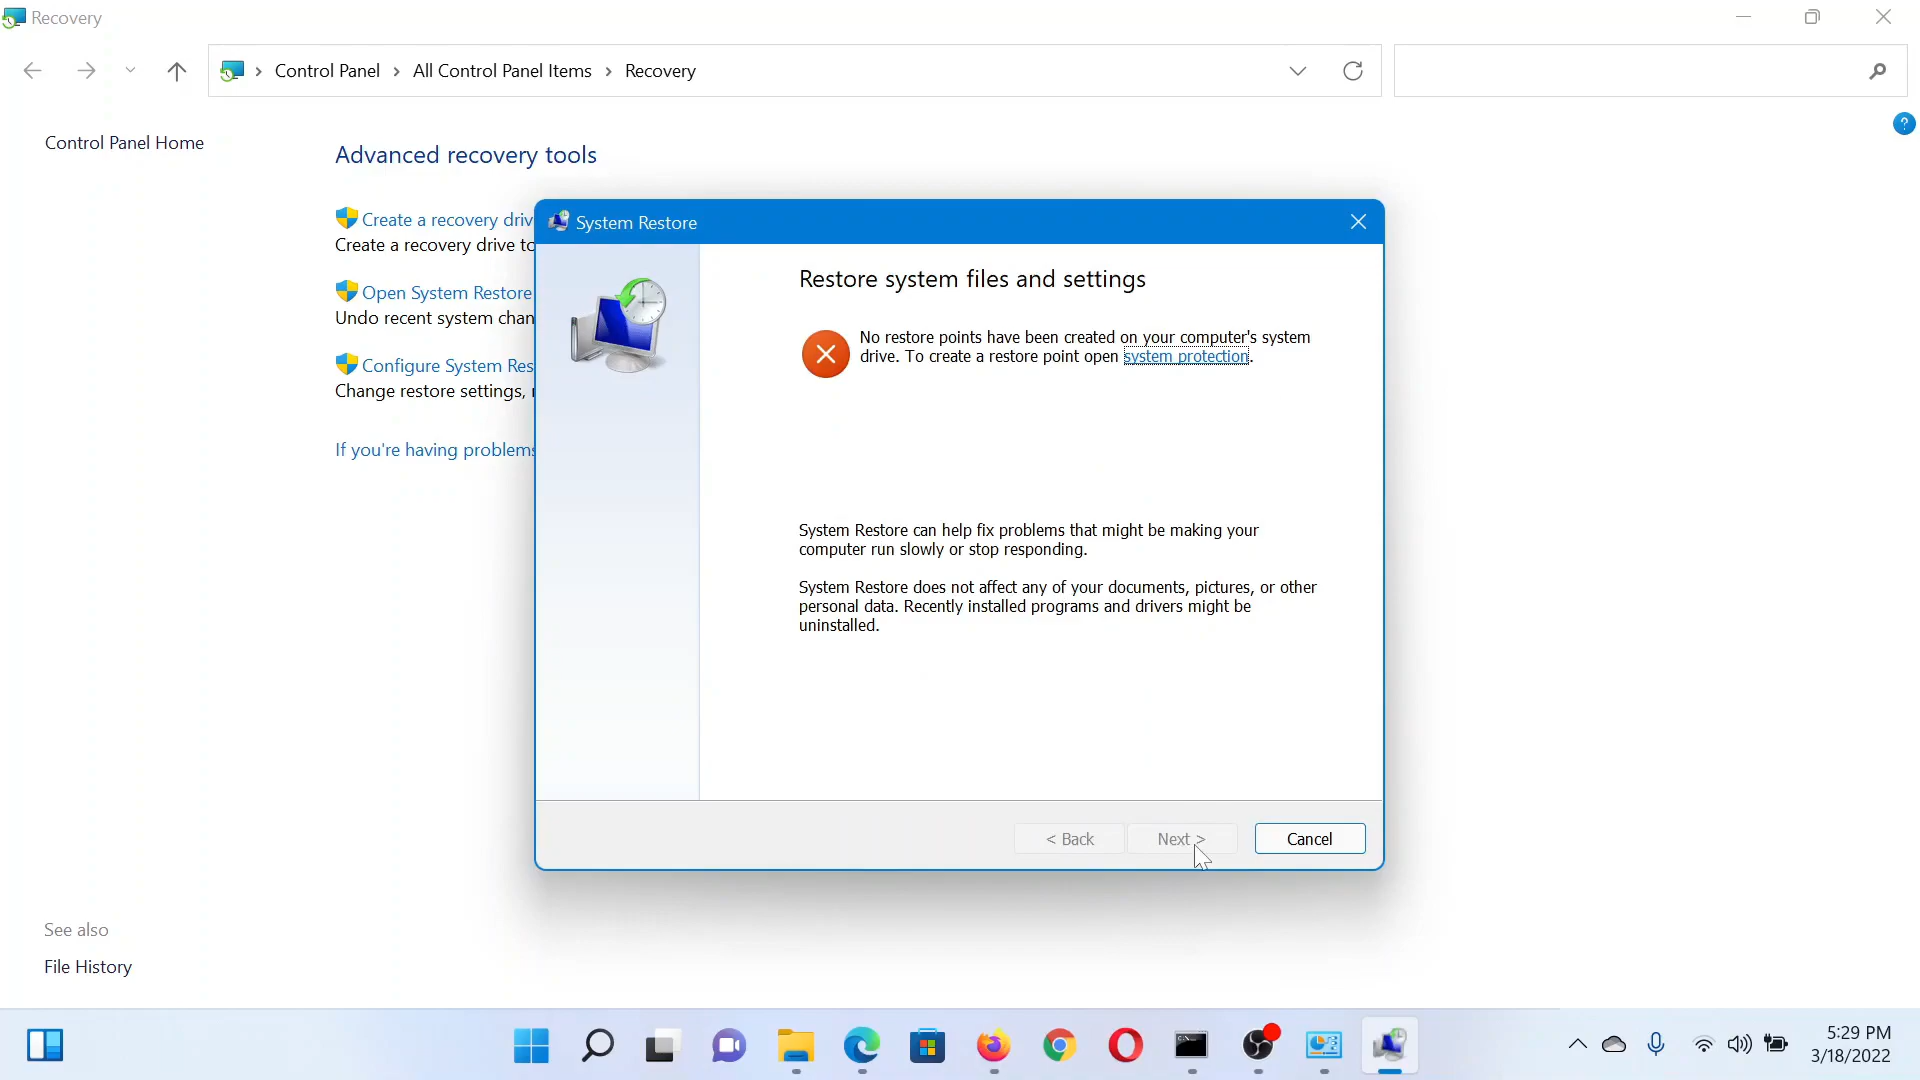 Recovery
Control Panel > All Control Panel Items > Recovery
Control Panel Home
Advanced recovery tools
Create a recovery driv
Create a recovery drive to
Open System Restore
Undo recent system chan
Configure System Res
Change restore settings,
If you're having problems
System Restore
Restore system files and settings
No restore points have been created on your computer's system
drive. To create a restore point open system protection.
System Restore can help fix problems that might be making your
computer run slowly or stop responding.
System Restore does not affect any of your documents, pictures, or other
personal data. Recently installed programs and drivers might be
uninstalled.
< Back Next > Cancel
See also
File History
5:29 PM
3/18/2022